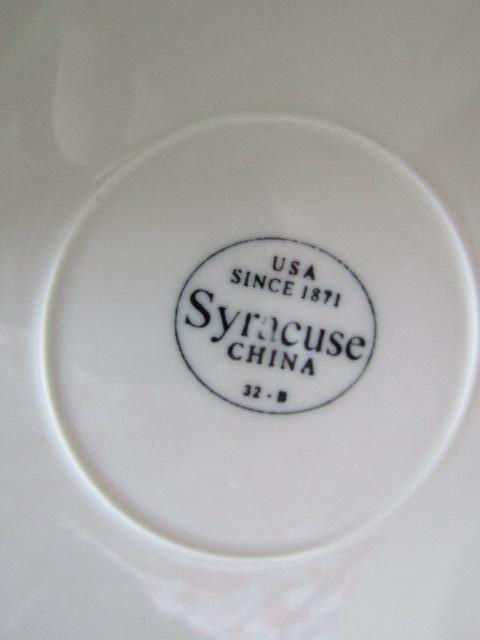 USA
SINCE 1871
Syracuse
CHINA
32 - B